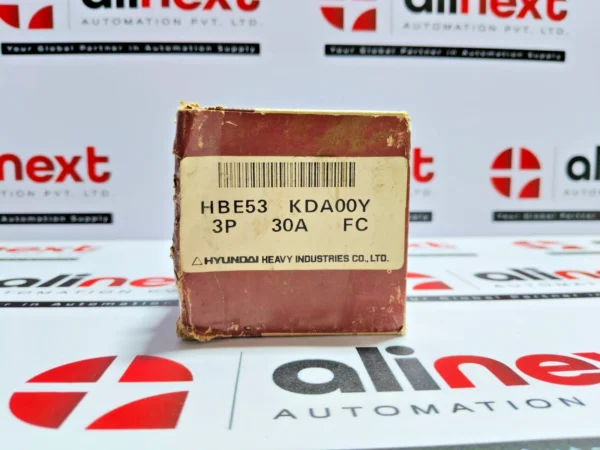 alinext
AUTOMATION PVT. LTD.
Your Global Partner in Automation Supply
alinext
AUTOMATION PVT. LTD.
Your Global Partner in Automation Supply
HBE53 KDA00Y
3P 30A FC
HYUNDAI HEAVY INDUSTRIES CO., LTD.
alinext
AUTOMATION